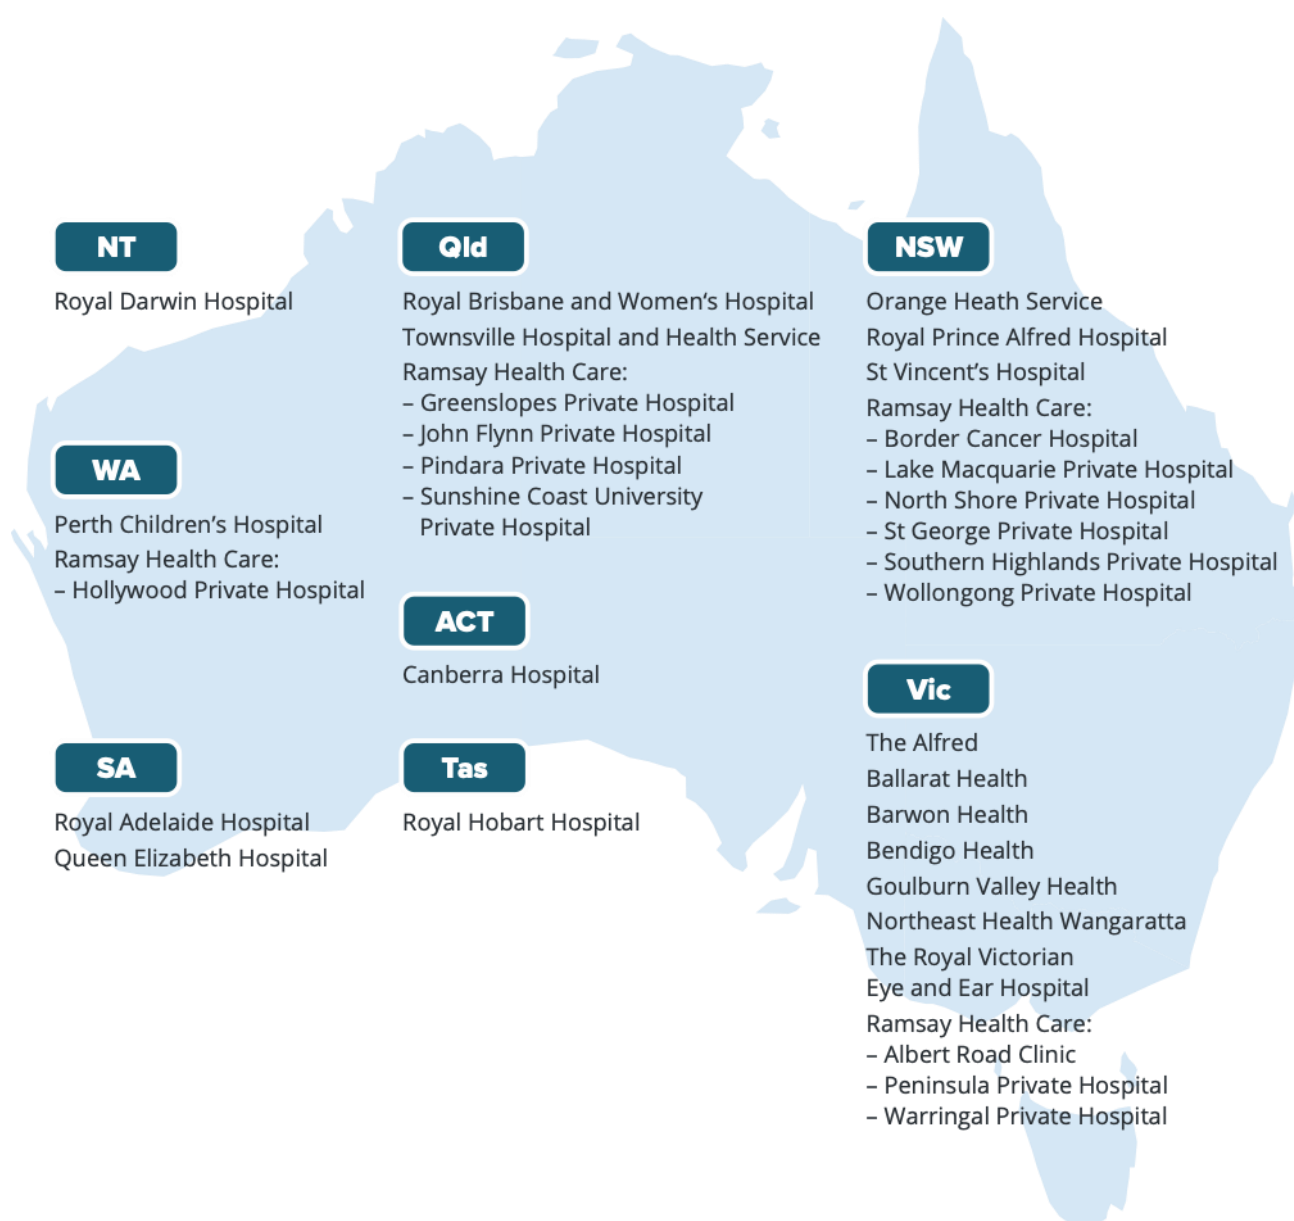 NT
Royal Darwin Hospital
WA
Perth Children’s Hospital
Ramsay Health Care:
– Hollywood Private Hospital
SA
Royal Adelaide Hospital
Queen Elizabeth Hospital
Qld
Royal Brisbane and Women‘s Hospital
Townsville Hospital and Health Service
Ramsay Health Care:
– Greenslopes Private Hospital
– John Flynn Private Hospital
– Pindara Private Hospital
– Sunshine Coast University
Private Hospital
ACT
Canberra Hospital
Tas
Royal Hobart Hospital
NSW
Orange Heath Service
Royal Prince Alfred Hospital
St Vincent’s Hospital
Ramsay Health Care:
– Border Cancer Hospital
– Lake Macquarie Private Hospital
– North Shore Private Hospital
– St George Private Hospital
– Southern Highlands Private Hospital
– Wollongong Private Hospital
Vic
The Alfred
Ballarat Health
Barwon Health
Bendigo Health
Goulburn Valley Health
Northeast Health Wangaratta
The Royal Victorian
Eye and Ear Hospital
Ramsay Health Care:
– Albert Road Clinic
– Peninsula Private Hospital
– Warringal Private Hospital